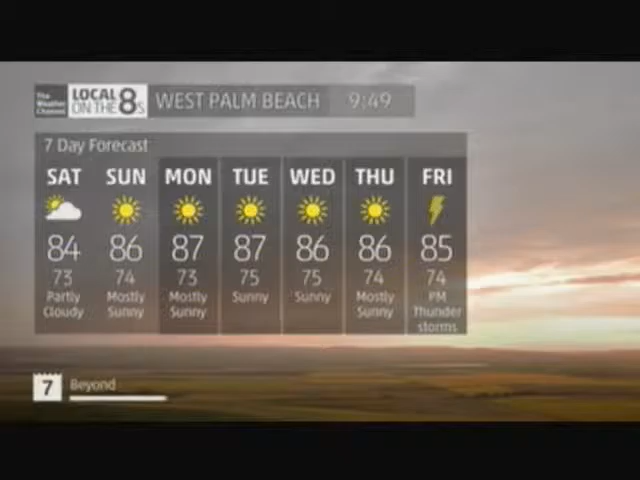 The Weather Channel
LOCAL ON THE 8s
WEST PALM BEACH 9:49
7 Day Forecast
SAT SUN MON TUE WED THU FRI
84 86 87 87 86 86 85
73 74 73 75 75 74 74
Partly Cloudy
Mostly Sunny
Mostly Sunny
Sunny
Sunny
Mostly Sunny
PM Thunder storms
7 Beyond